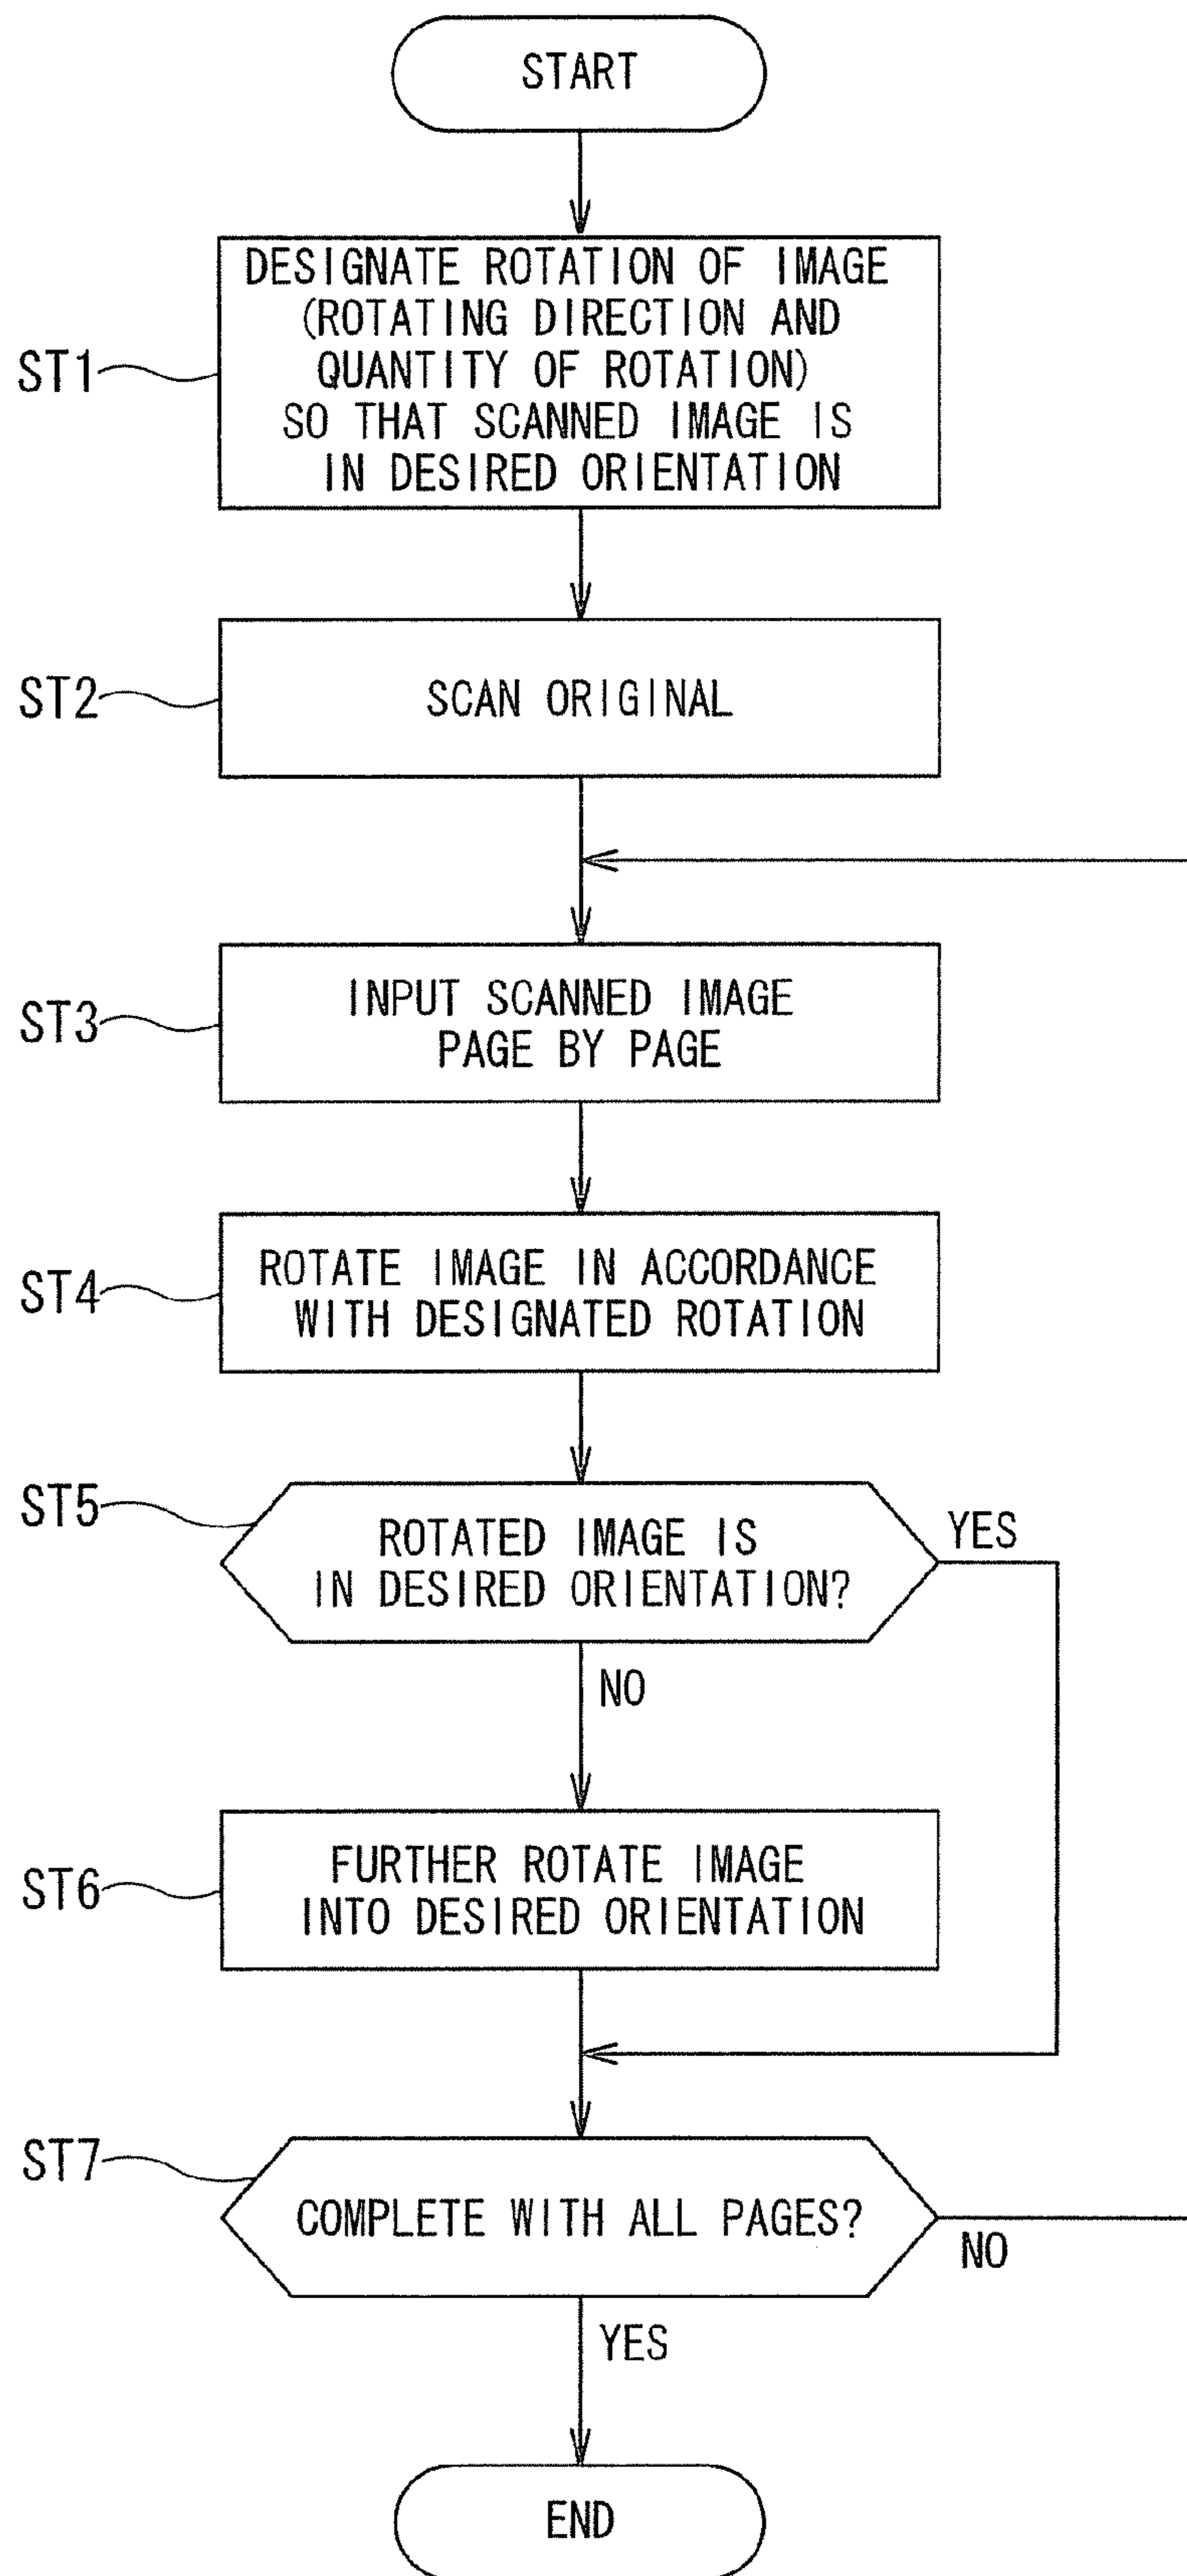 START
DESIGNATE ROTATION OF IMAGE
(ROTATING DIRECTION AND
QUANTITY OF ROTATION)
SO THAT SCANNED IMAGE IS
IN DESIRED ORIENTATION
ST1
ST2
SCAN ORIGINAL
ST3
INPUT SCANNED IMAGE
PAGE BY PAGE
ST4
ROTATE IMAGE IN ACCORDANCE
WITH DESIGNATED ROTATION
ST5
ROTATED IMAGE IS
IN DESIRED ORIENTATION?
YES
NO
ST6
FURTHER ROTATE IMAGE
INTO DESIRED ORIENTATION
ST7
COMPLETE WITH ALL PAGES?
NO
YES
END